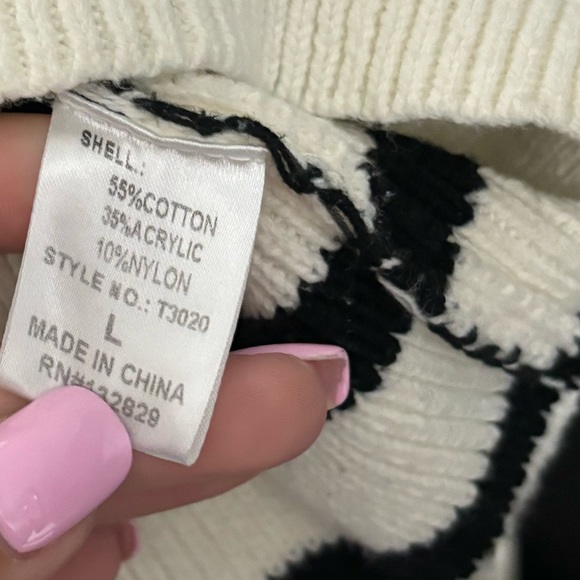 SHELL.:
55%COTTON
35%ACRYLIC
10%NYLON
STYLE NO.: T3020
L
MADE IN CHINA
RN#132829